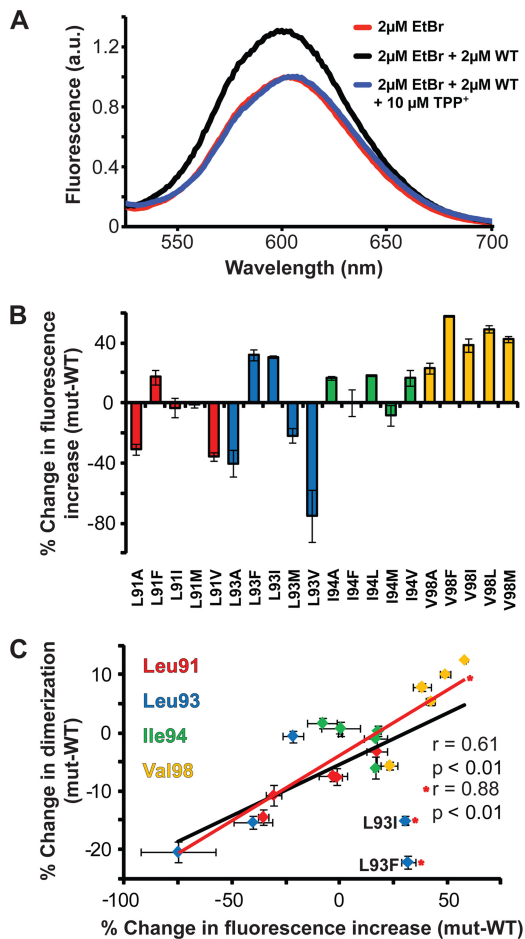 A
2µM EtBr
2µM EtBr + 2µM WT
2µM EtBr + 2µM WT
+ 10 µM TPP+
Fluorescence (a.u.)
1.2
0.8
0.4
0
550
600
650
700
Wavelength (nm)
B
% Change in fluorescence
increase (mut-WT)
40
0
-40
-80
L91A
L91F
L91I
L91M
L91V
L93A
L93F
L93I
L93M
L93V
I94A
I94F
I94L
I94M
I94V
V98A
V98F
V98I
V98L
V98M
C
% Change in dimerization
(mut-WT)
10
0
-10
-20
Leu91
Leu93
Ile94
Val98
*
r = 0.61
p < 0.01
* r = 0.88
p < 0.01
L93I *
L93F *
-100
-50
0
50
% Change in fluorescence increase (mut-WT)